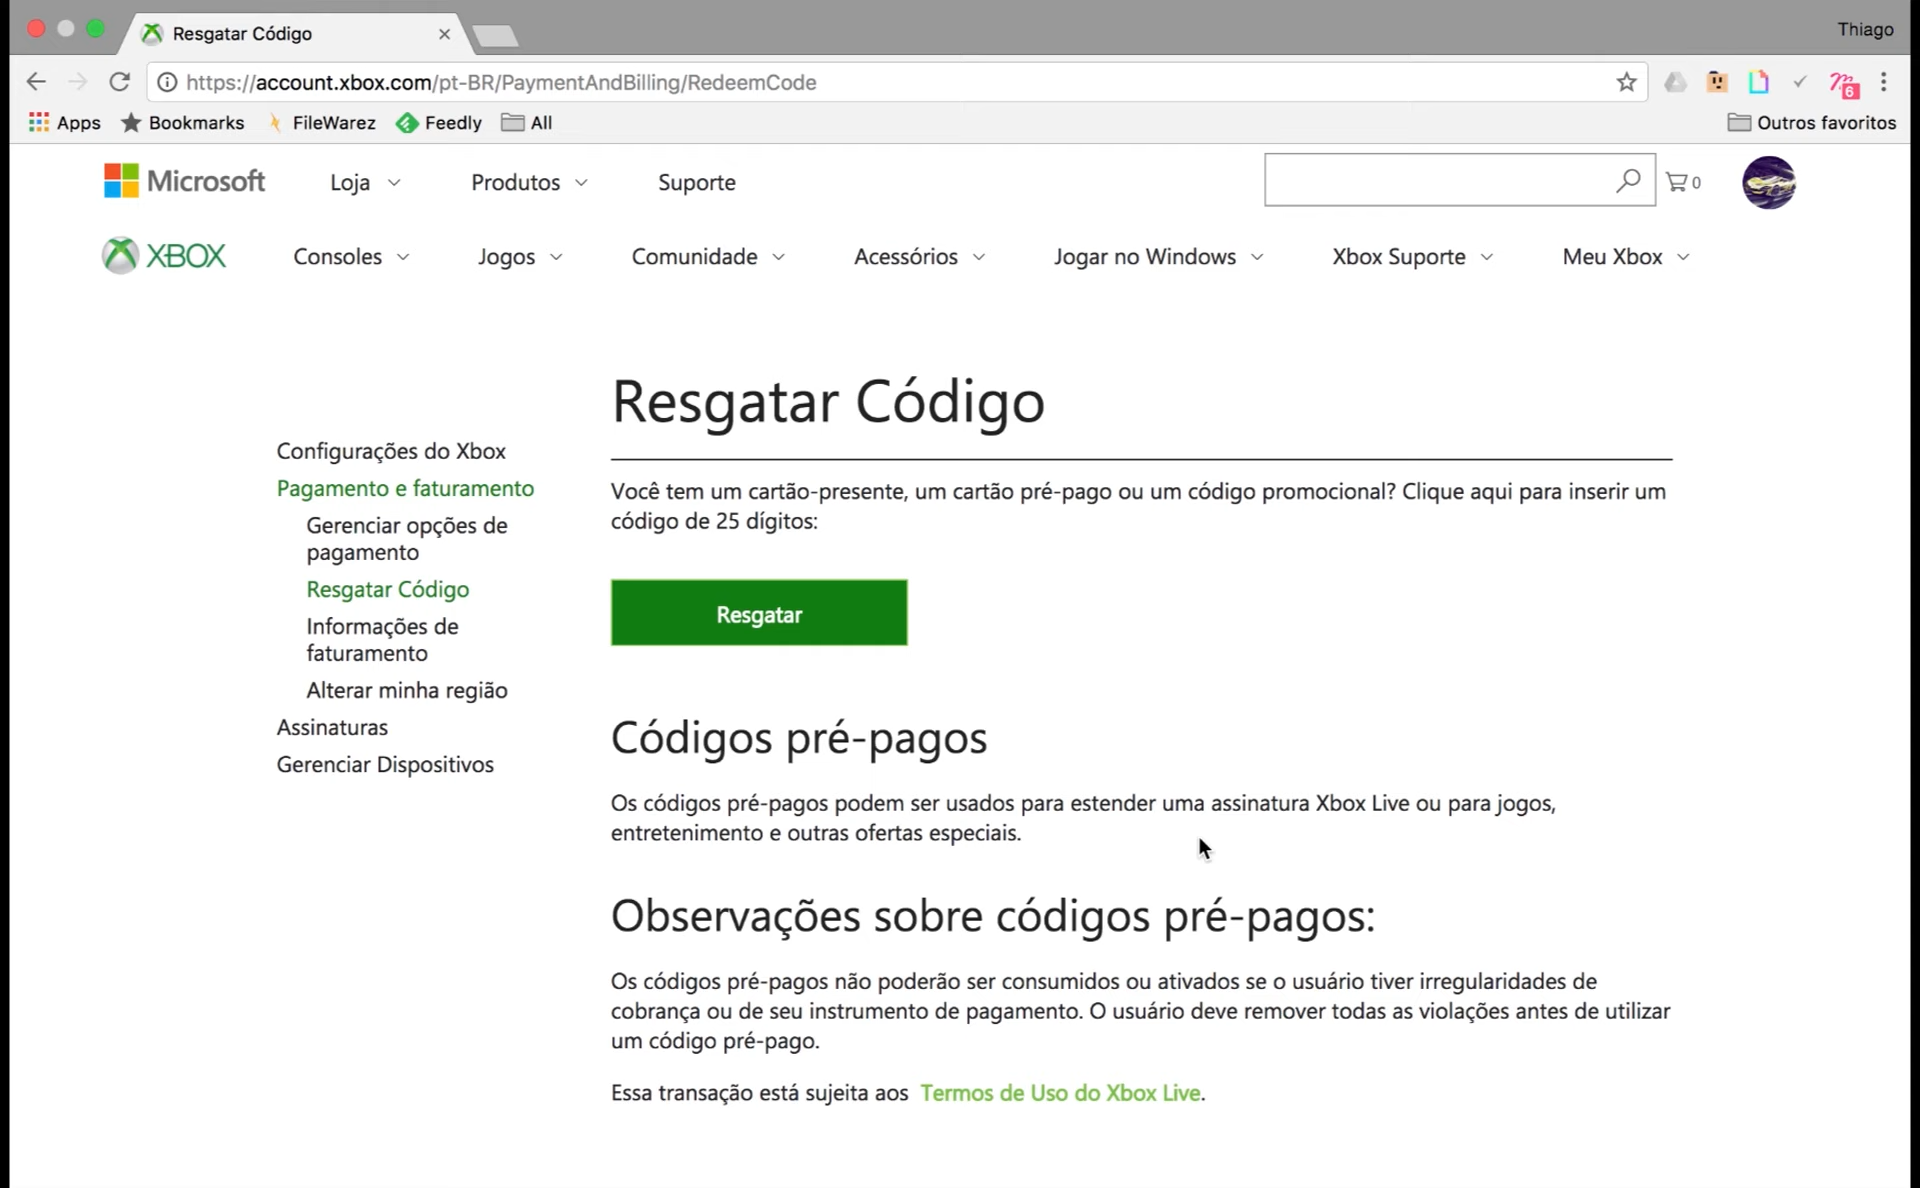 Resgatar Código
Thiago
https://account.xbox.com/pt-BR/PaymentAndBilling/RedeemCode
6
Apps Bookmarks FileWarez Feedly All Outros favoritos
Microsoft Loja Produtos Suporte 0
XBOX Consoles Jogos Comunidade Acessórios Jogar no Windows Xbox Suporte Meu Xbox
Configurações do Xbox
Pagamento e faturamento
Gerenciar opções de
pagamento
Resgatar Código
Informações de
faturamento
Alterar minha região
Assinaturas
Gerenciar Dispositivos
Resgatar Código
Você tem um cartão-presente, um cartão pré-pago ou um código promocional? Clique aqui para inserir um
código de 25 dígitos:
Resgatar
Códigos pré-pagos
Os códigos pré-pagos podem ser usados para estender uma assinatura Xbox Live ou para jogos,
entretenimento e outras ofertas especiais.
Observações sobre códigos pré-pagos:
Os códigos pré-pagos não poderão ser consumidos ou ativados se o usuário tiver irregularidades de
cobrança ou de seu instrumento de pagamento. O usuário deve remover todas as violações antes de utilizar
um código pré-pago.
Essa transação está sujeita aos Termos de Uso do Xbox Live.